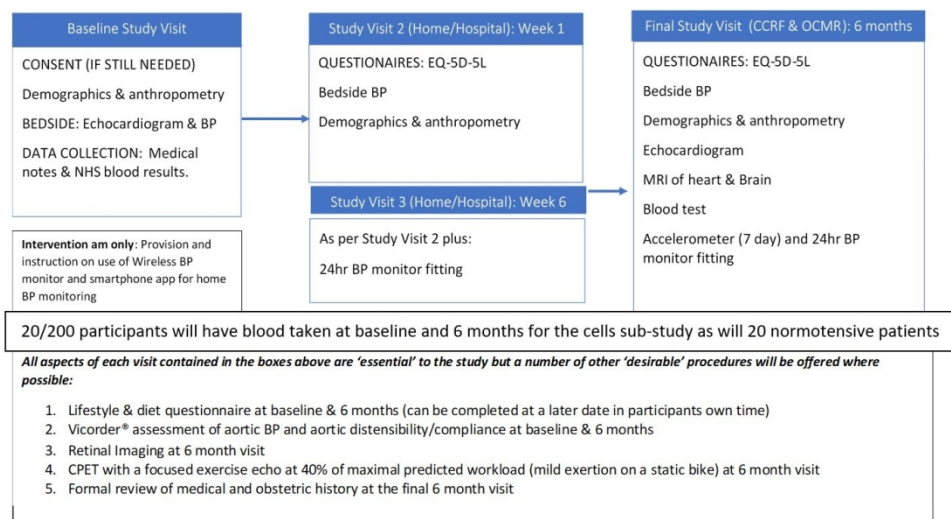 Baseline Study Visit
CONSENT (IF STILL NEEDED)
Demographics & anthropometry
BEDSIDE: Echocardiogram & BP
DATA COLLECTION: Medical
notes & NHS blood results.
Intervention am only: Provision and
instruction on use of Wireless BP
monitor and smartphone app for home
BP monitoring
Study Visit 2 (Home/Hospital): Week 1
QUESTIONAIRES: EQ-5D-5L
Bedside BP
Demographics & anthropometry
Study Visit 3 (Home/Hospital): Week 6
As per Study Visit 2 plus:
24hr BP monitor fitting
Final Study Visit (CCRF & OCMR): 6 months
QUESTIONAIRES: EQ-5D-5L
Bedside BP
Demographics & anthropometry
Echocardiogram
MRI of heart & Brain
Blood test
Accelerometer (7 day) and 24hr BP
monitor fitting
20/200 participants will have blood taken at baseline and 6 months for the cells sub-study as will 20 normotensive patients
All aspects of each visit contained in the boxes above are ‘essential’ to the study but a number of other ‘desirable’ procedures will be offered where
possible:
1. Lifestyle & diet questionnaire at baseline & 6 months (can be completed at a later date in participants own time)
2. Vicorder® assessment of aortic BP and aortic distensibility/compliance at baseline & 6 months
3. Retinal Imaging at 6 month visit
4. CPET with a focused exercise echo at 40% of maximal predicted workload (mild exertion on a static bike) at 6 month visit
5. Formal review of medical and obstetric history at the final 6 month visit